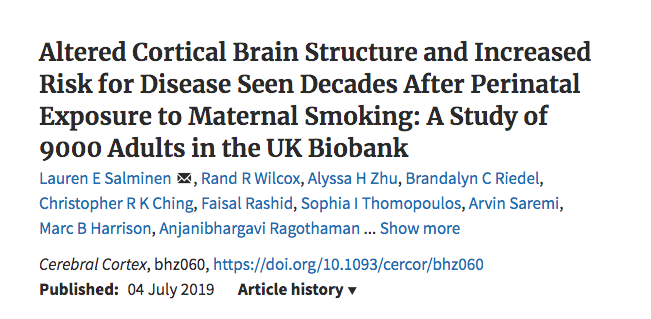 Altered Cortical Brain Structure and Increased
Risk for Disease Seen Decades After Perinatal
Exposure to Maternal Smoking: A Study of
9000 Adults in the UK Biobank
Lauren E Salminen ✉, Rand R Wilcox, Alyssa H Zhu, Brandalyn C Riedel,
Christopher R K Ching, Faisal Rashid, Sophia I Thomopoulos, Arvin Saremi,
Marc B Harrison, Anjanibhargavi Ragothaman ... Show more
Cerebral Cortex, bhz060, https://doi.org/10.1093/cercor/bhz060
Published: 04 July 2019 Article history ▼